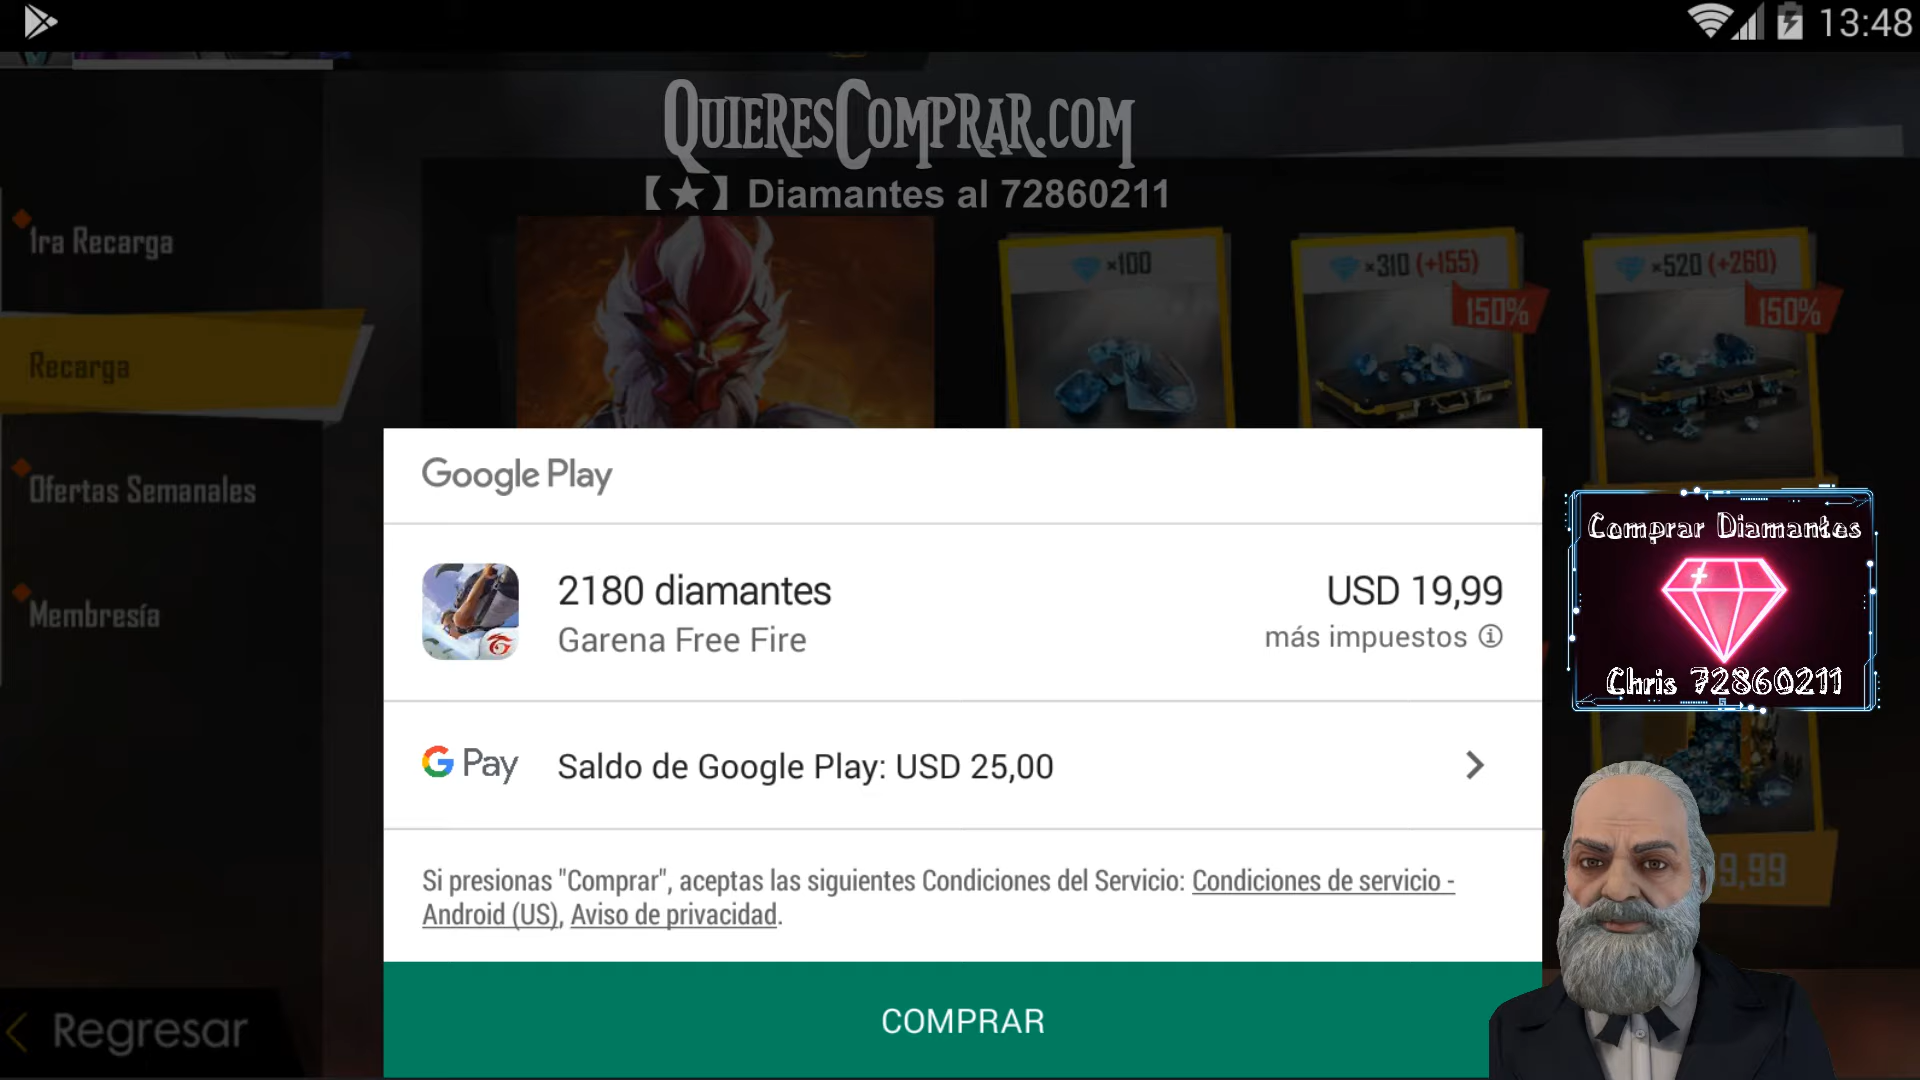 13:48
QUIERESCOMPRAR.COM
【★】 Diamantes al 72860211
1ra Recarga
Recarga
Ofertas Semanales
Membresía
Regresar
×100
×310 (+155)
150%
×520 (+260)
150%
Google Play
2180 diamantes
USD 19,99
Garena Free Fire
más impuestos
G Pay
Saldo de Google Play: USD 25,00
Si presionas "Comprar", aceptas las siguientes Condiciones del Servicio: Condiciones de servicio -
Android (US), Aviso de privacidad.
COMPRAR
Comprar Diamantes
Chris 72860211
9,99